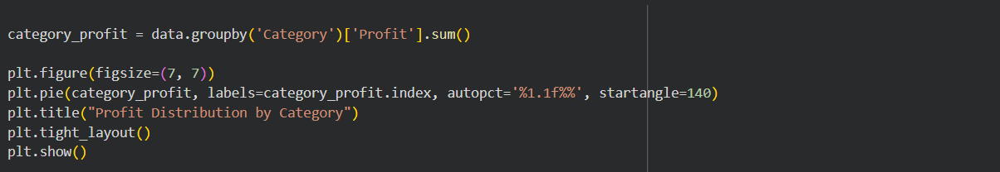 category_profit = data.groupby('Category')['Profit'].sum()
plt.figure(figsize=(7, 7))
plt.pie(category_profit, labels=category_profit.index, autopct='%1.1f%%', startangle=140)
plt.title("Profit Distribution by Category")
plt.tight_layout()
plt.show()